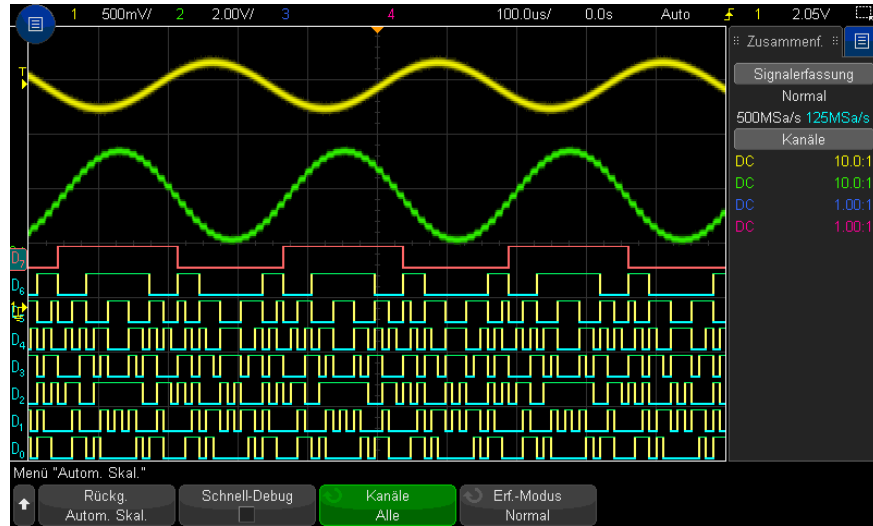 1 500mV/ 2 2.00V/ 3 4 100.0us/ 0.0s Auto 1 2.05V
Zusammenf.
Signalerfassung
Normal
500MSa/s 125MSa/s
Kanäle
DC 10.0:1
DC 10.0:1
DC 1.00:1
DC 1.00:1
T
D7
D6
D4
D3
D2
D1
D0
Menü "Autom. Skal."
Rückg. Schnell-Debug Kanäle Erf.-Modus
Autom. Skal. Alle Normal